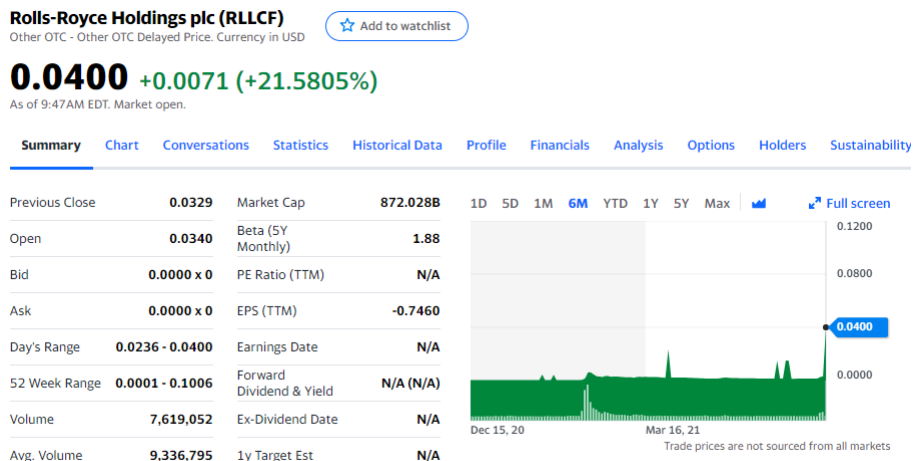 Rolls-Royce Holdings plc (RLLCF)
Other OTC - Other OTC Delayed Price. Currency in USD
Add to watchlist
0.0400 +0.0071 (+21.5805%)
As of 9:47AM EDT. Market open.
Summary Chart Conversations Statistics Historical Data Profile Financials Analysis Options Holders Sustainability
Previous Close 0.0329
Open 0.0340
Bid 0.0000 x 0
Ask 0.0000 x 0
Day's Range 0.0236 - 0.0400
52 Week Range 0.0001 - 0.1006
Volume 7,619,052
Avg. Volume 9,336,795
Market Cap 872.028B
Beta (5Y
Monthly) 1.88
PE Ratio (TTM) N/A
EPS (TTM) -0.7460
Earnings Date N/A
Forward
Dividend & Yield N/A (N/A)
Ex-Dividend Date N/A
1y Target Est N/A
1D 5D 1M 6M YTD 1Y 5Y Max Full screen
0.1200
0.0800
0.0400
0.0000
Dec 15, 20 Mar 16, 21
Trade prices are not sourced from all markets